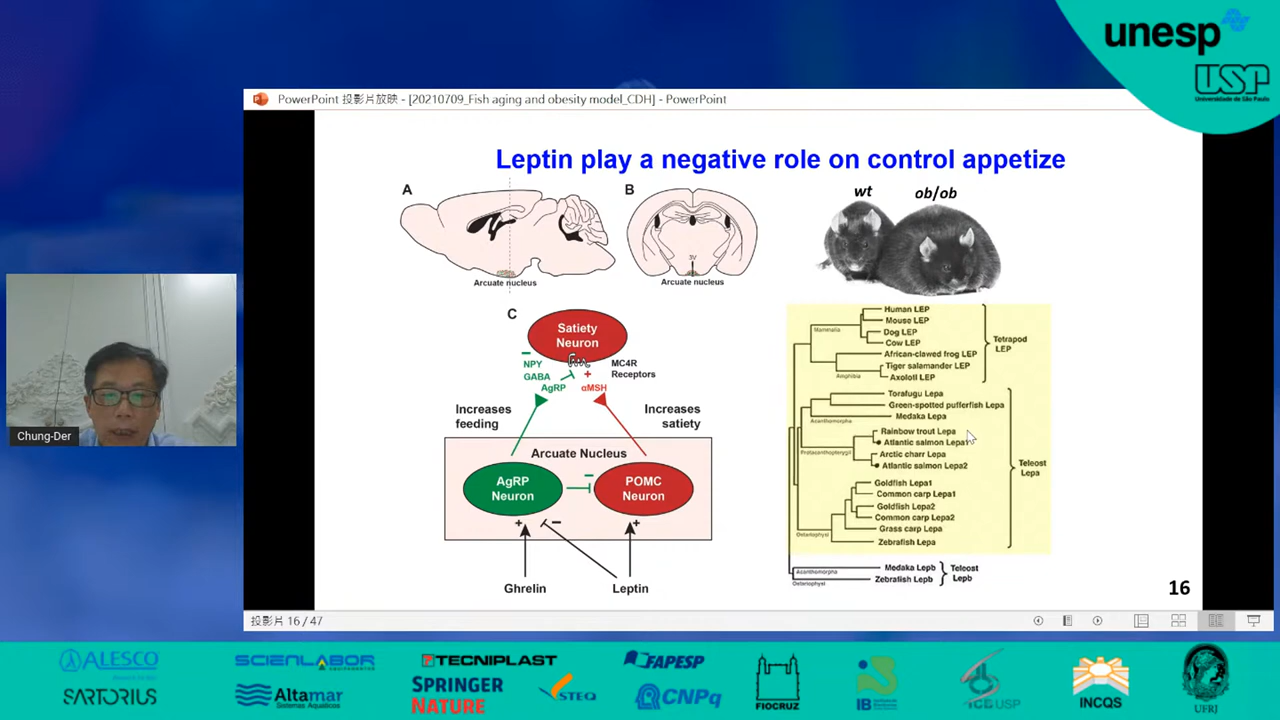 unesp
USP
Universidade de São Paulo
PowerPoint 投影片放映 - [20210709_Fish aging and obesity model_CDH] - PowerPoint
Leptin play a negative role on control appetize
A
B
wt
ob/ob
3V
Arcuate nucleus
Arcuate nucleus
C
Satiety
Neuron
NPY
GABA
AgRP
+
αMSH
MC4R
Receptors
Increases
feeding
Increases
satiety
Arcuate Nucleus
AgRP
Neuron
POMC
Neuron
+
−
+
Ghrelin
Leptin
Human LEP
Mouse LEP
Dog LEP
Cow LEP
Mammalia
African-clawed frog LEP
Tiger salamander LEP
Axolotl LEP
Amphibia
Tetrapod
LEP
Torafugu Lepa
Green-spotted pufferfish Lepa
Medaka Lepa
Acanthomorpha
Rainbow trout Lepa
Atlantic salmon Lepa1
Protacanthopterygii
Arctic charr Lepa
Atlantic salmon Lepa2
Teleost
Lepa
Goldfish Lepa1
Common carp Lepa1
Goldfish Lepa2
Common carp Lepa2
Grass carp Lepa
Zebrafish Lepa
Ostariophysi
Medaka Lepb
Zebrafish Lepb
Acanthomorpha
Ostariophysi
Teleost
Lepb
16
Chung-Der
投影片 16 / 47
ALESCO
SARTORIUS
SCIENLABOR
Altamar
Sistemas Aquáticos
TECNIPLAST
SPRINGER
NATURE
STEQ
FAPESP
CNPq
FIOCRUZ
IB
ICB USP
INCQS
UFRJ